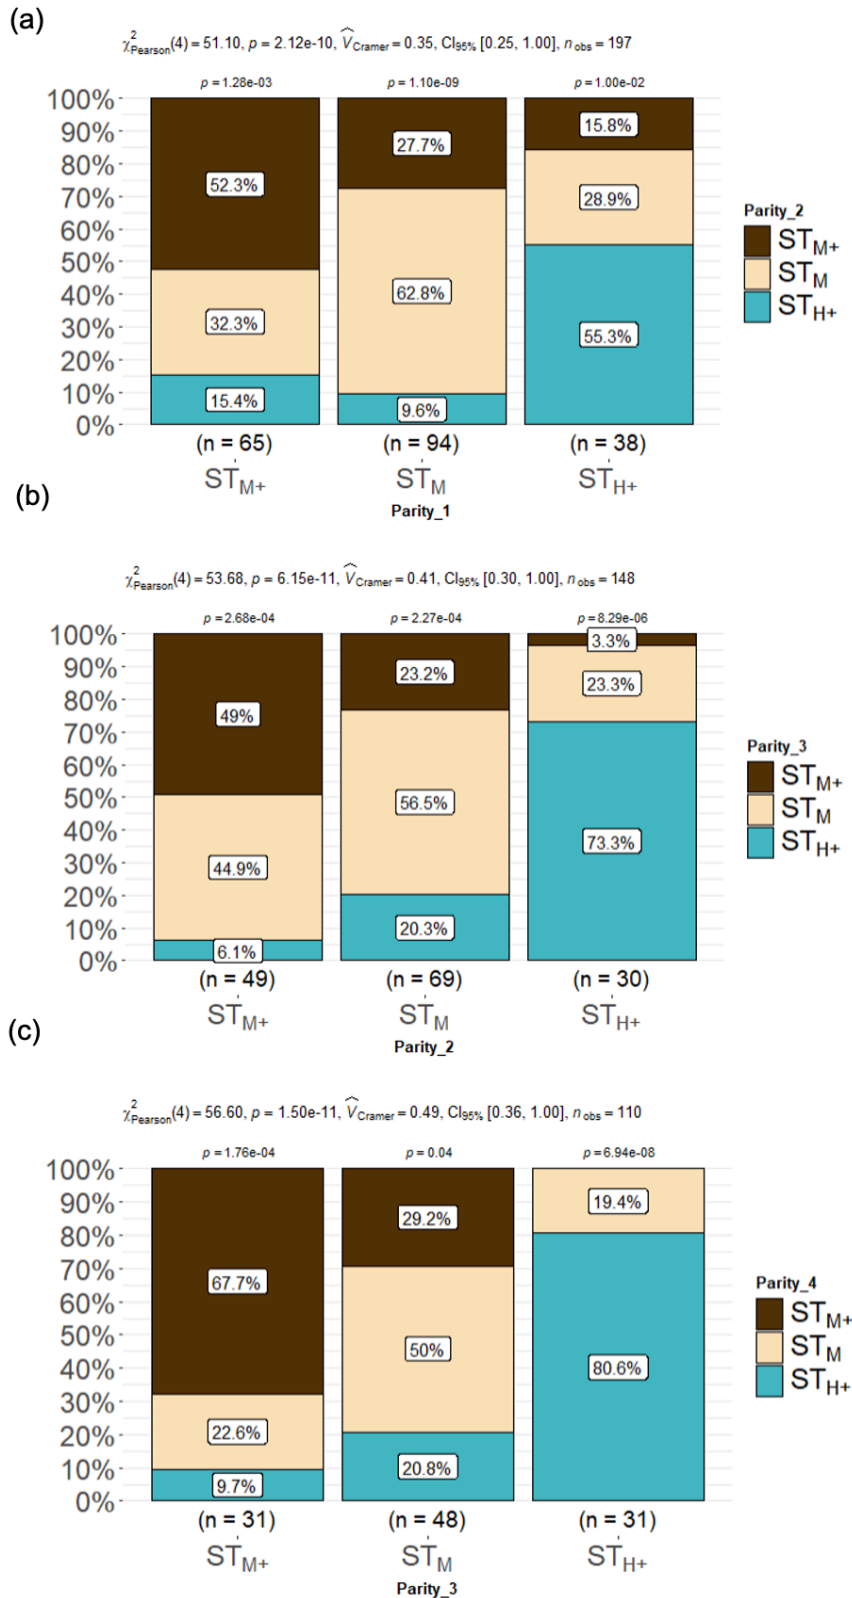 (a)
χ²Pearson(4) = 51.10, p = 2.12e-10, V̂Cramer = 0.35, CI95% [0.25, 1.00], nobs = 197
p = 1.28e-03 p = 1.10e-09 p = 1.00e-02
100%
90%
80%
70%
60%
50%
40%
30%
20%
10%
0%
52.3%
32.3%
15.4%
27.7%
62.8%
9.6%
15.8%
28.9%
55.3%
Parity_2
STM+
STM
STH+
(n = 65) (n = 94) (n = 38)
STM+ STM STH+
Parity_1
(b)
χ²Pearson(4) = 53.68, p = 6.15e-11, V̂Cramer = 0.41, CI95% [0.30, 1.00], nobs = 148
p = 2.68e-04 p = 2.27e-04 p = 8.29e-06
100%
90%
80%
70%
60%
50%
40%
30%
20%
10%
0%
49%
44.9%
6.1%
23.2%
56.5%
20.3%
3.3%
23.3%
73.3%
Parity_3
STM+
STM
STH+
(n = 49) (n = 69) (n = 30)
STM+ STM STH+
Parity_2
(c)
χ²Pearson(4) = 56.60, p = 1.50e-11, V̂Cramer = 0.49, CI95% [0.36, 1.00], nobs = 110
p = 1.76e-04 p = 0.04 p = 6.94e-08
100%
90%
80%
70%
60%
50%
40%
30%
20%
10%
0%
67.7%
22.6%
9.7%
29.2%
50%
20.8%
19.4%
80.6%
Parity_4
STM+
STM
STH+
(n = 31) (n = 48) (n = 31)
STM+ STM STH+
Parity_3